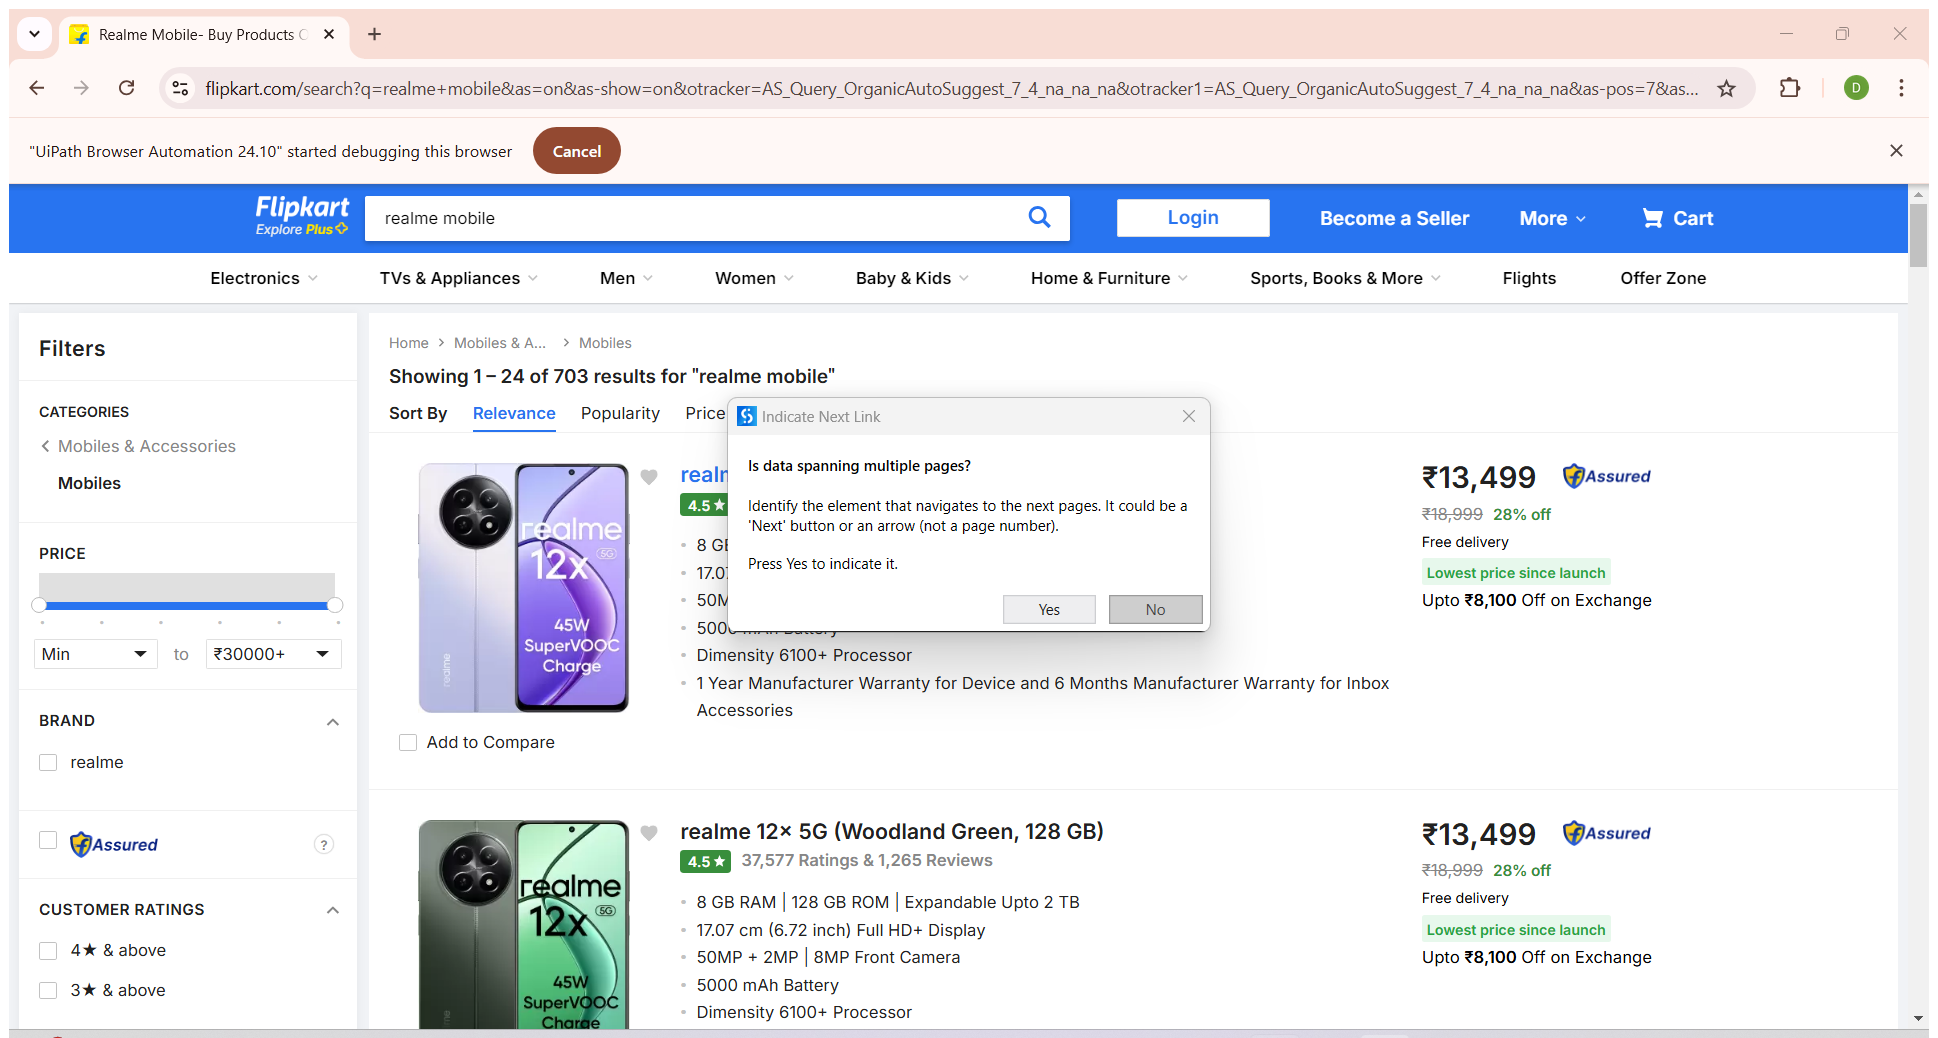 Realme Mobile- Buy Products
flipkart.com/search?q=realme+mobile&as=on&as-show=on&otracker=AS_Query_OrganicAutoSuggest_7_4_na_na_na&otracker1=AS_Query_OrganicAutoSuggest_7_4_na_na_na&as-pos=7&as...
D
"UiPath Browser Automation 24.10" started debugging this browser
Cancel
Flipkart
Explore Plus
realme mobile
Login
Become a Seller
More
Cart
Electronics
TVs & Appliances
Men
Women
Baby & Kids
Home & Furniture
Sports, Books & More
Flights
Offer Zone
Filters
CATEGORIES
Mobiles & Accessories
Mobiles
PRICE
Min
to
₹30000+
BRAND
realme
Assured
?
CUSTOMER RATINGS
4★ & above
3★ & above
Home
Mobiles & A...
Mobiles
Showing 1 – 24 of 703 results for "realme mobile"
Sort By
Relevance
Popularity
Price
Indicate Next Link
Is data spanning multiple pages?
Identify the element that navigates to the next pages. It could be a
'Next' button or an arrow (not a page number).
Press Yes to indicate it.
Yes
No
realme
12x 5G
45W
SuperVOOC
Charge
realme
4.5★
8
17.07
5000 mAh Battery
Dimensity 6100+ Processor
1 Year Manufacturer Warranty for Device and 6 Months Manufacturer Warranty for Inbox
Accessories
Add to Compare
₹13,499
Assured
₹18,999 28% off
Free delivery
Lowest price since launch
Upto ₹8,100 Off on Exchange
realme
12x 5G
45W
SuperVOOC
Charge
realme 12x 5G (Woodland Green, 128 GB)
4.5★ 37,577 Ratings & 1,265 Reviews
8 GB RAM | 128 GB ROM | Expandable Upto 2 TB
17.07 cm (6.72 inch) Full HD+ Display
50MP + 2MP | 8MP Front Camera
5000 mAh Battery
Dimensity 6100+ Processor
₹13,499
Assured
₹18,999 28% off
Free delivery
Lowest price since launch
Upto ₹8,100 Off on Exchange